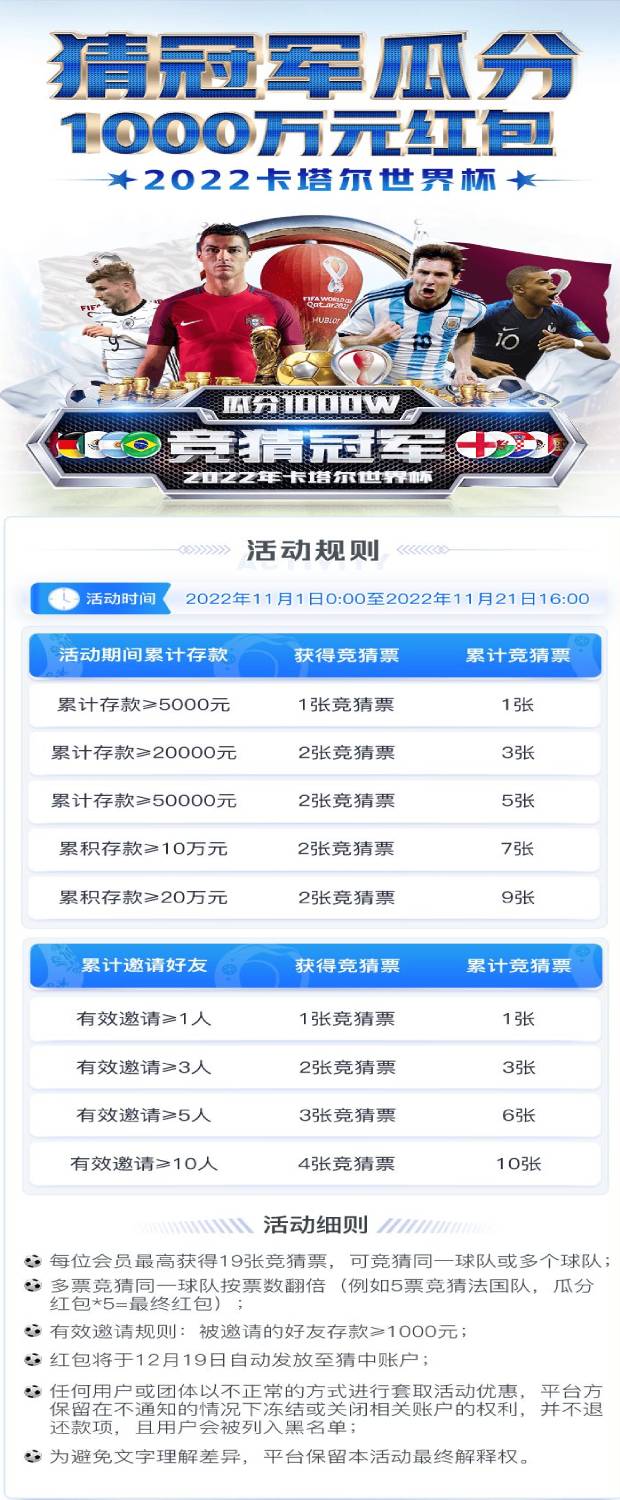 猜冠军瓜分
1000万元红包
2022卡塔尔世界杯
FIFA WORLD CUP
Qatar2022
HUBLOT
9
10
10
瓜分1000W
竞猜冠军
2022年卡塔尔世界杯
活动规则
ACTIVITY
活动时间 2022年11月1日0:00至2022年11月21日16:00
活动期间累计存款 获得竞猜票 累计竞猜票
累计存款≥5000元 1张竞猜票 1张
累计存款≥20000元 2张竞猜票 3张
累计存款≥50000元 2张竞猜票 5张
累积存款≥10万元 2张竞猜票 7张
累积存款≥20万元 2张竞猜票 9张
累计邀请好友 获得竞猜票 累计竞猜票
有效邀请≥1人 1张竞猜票 1张
有效邀请≥3人 2张竞猜票 3张
有效邀请≥5人 3张竞猜票 6张
有效邀请≥10人 4张竞猜票 10张
活动细则
每位会员最高获得19张竞猜票，可竞猜同一球队或多个球队；
多票竞猜同一球队按票数翻倍（例如5票竞猜法国队，瓜分
红包*5=最终红包）；
有效邀请规则：被邀请的好友存款≥1000元；
红包将于12月19日自动发放至猜中账户；
任何用户或团体以不正常的方式进行套取活动优惠，平台方
保留在不通知的情况下冻结或关闭相关账户的权利，并不退
还款项，且用户会被列入黑名单；
为避免文字理解差异，平台保留本活动最终解释权。